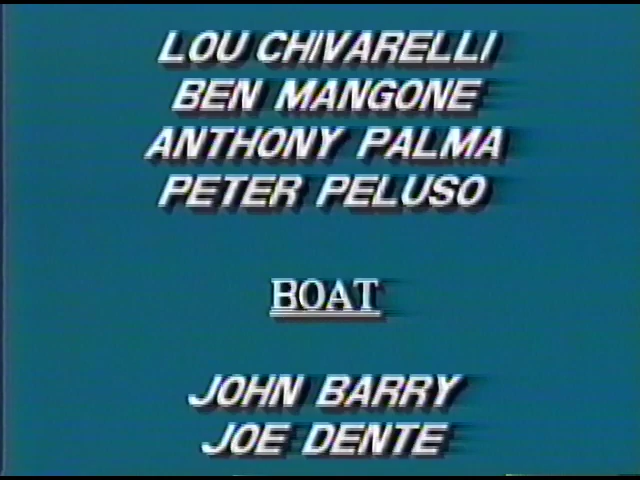 LOU CHIVARELLI
BEN MANGONE
ANTHONY PALMA
PETER PELUSO
BOAT
JOHN BARRY
JOE DENTE